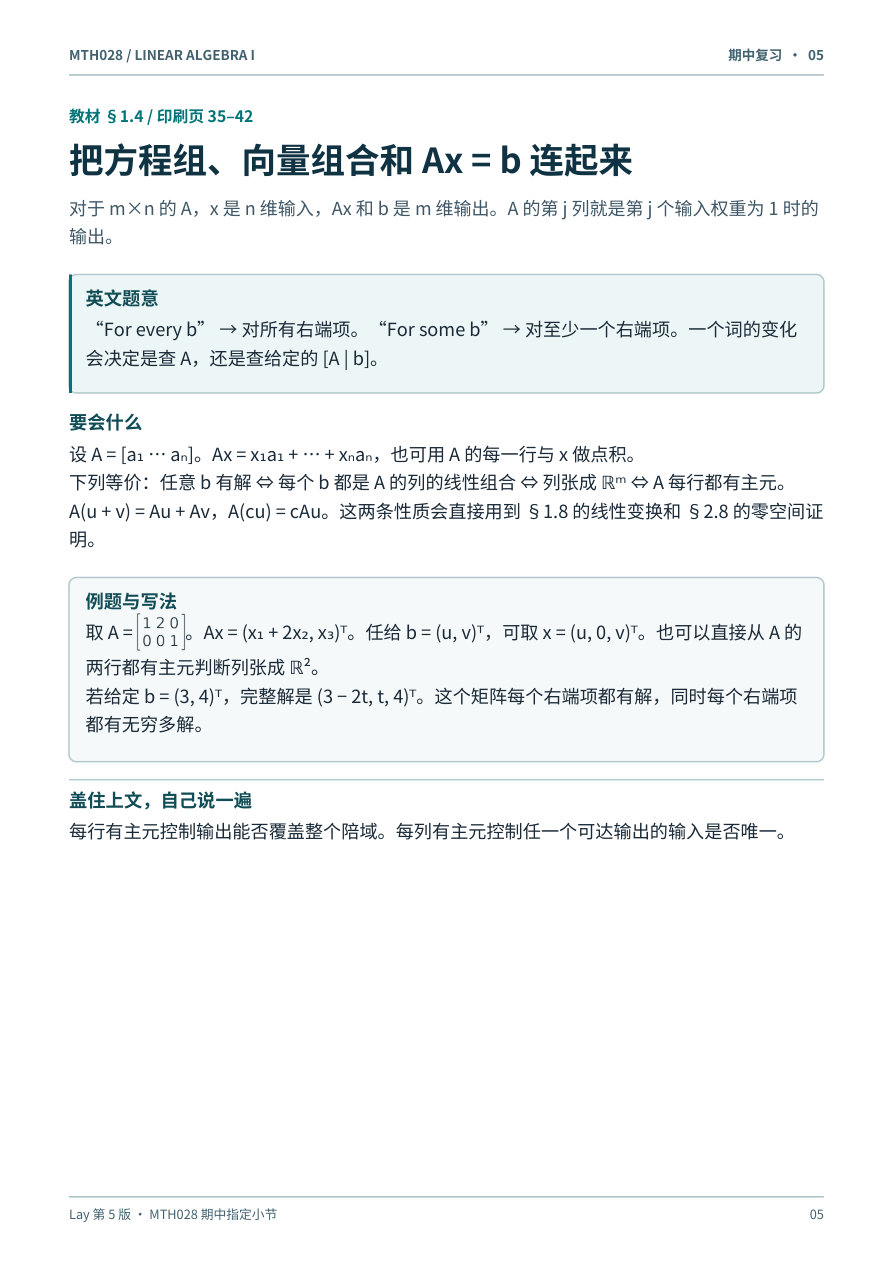 MTH028 / LINEAR ALGEBRA I
期中复习 · 05
教材 §1.4 / 印刷页 35–42
把方程组、向量组合和 Ax = b 连起来
对于 m×n 的 A，x 是 n 维输入，Ax 和 b 是 m 维输出。A 的第 j 列就是第 j 个输入权重为 1 时的
输出。
英文题意
“For every b” → 对所有右端项。“For some b” → 对至少一个右端项。一个词的变化
会决定是查 A，还是查给定的 [A | b]。
要会什么
设 A = [a₁ ⋯ aₙ]。Ax = x₁a₁ + ⋯ + xₙaₙ，也可用 A 的每一行与 x 做点积。
下列等价：任意 b 有解 ⇔ 每个 b 都是 A 的列的线性组合 ⇔ 列张成 ℝᵐ ⇔ A 每行都有主元。
A(u + v) = Au + Av，A(cu) = cAu。这两条性质会直接用到 §1.8 的线性变换和 §2.8 的零空间证
明。
例题与写法
取 A = [1 2 0; 0 0 1]。Ax = (x₁ + 2x₂, x₃)ᵀ。任给 b = (u, v)ᵀ，可取 x = (u, 0, v)ᵀ。也可以直接从 A 的
两行都有主元判断列张成 ℝ²。
若给定 b = (3, 4)ᵀ，完整解是 (3 − 2t, t, 4)ᵀ。这个矩阵每个右端项都有解，同时每个右端项
都有无穷多解。
盖住上文，自己说一遍
每行有主元控制输出能否覆盖整个陪域。每列有主元控制任一个可达输出的输入是否唯一。
Lay 第 5 版 · MTH028 期中指定小节
05